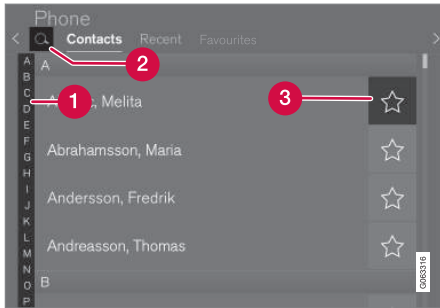 Phone
< Contacts Recent Favourites >
2
A A
B
C
D
E
F
G
H
I
J
K
L
M
N
O
P
1 Melita 3
Abrahamsson, Maria
Andersson, Fredrik
Andreasson, Thomas
B
G063316